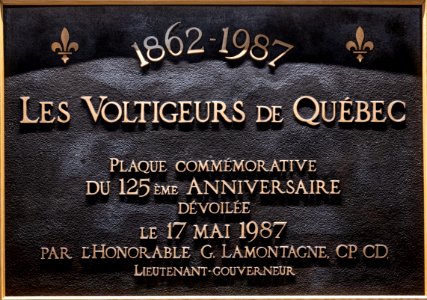 1862-1987
LES VOLTIGEURS DE QUÉBEC
PLAQUE COMMÉMORATIVE
DU 125ÈME ANNIVERSAIRE
DÉVOILÉE
LE 17 MAI 1987
PAR L'HONORABLE G. LAMONTAGNE, CP CD
LIEUTENANT-GOUVERNEUR